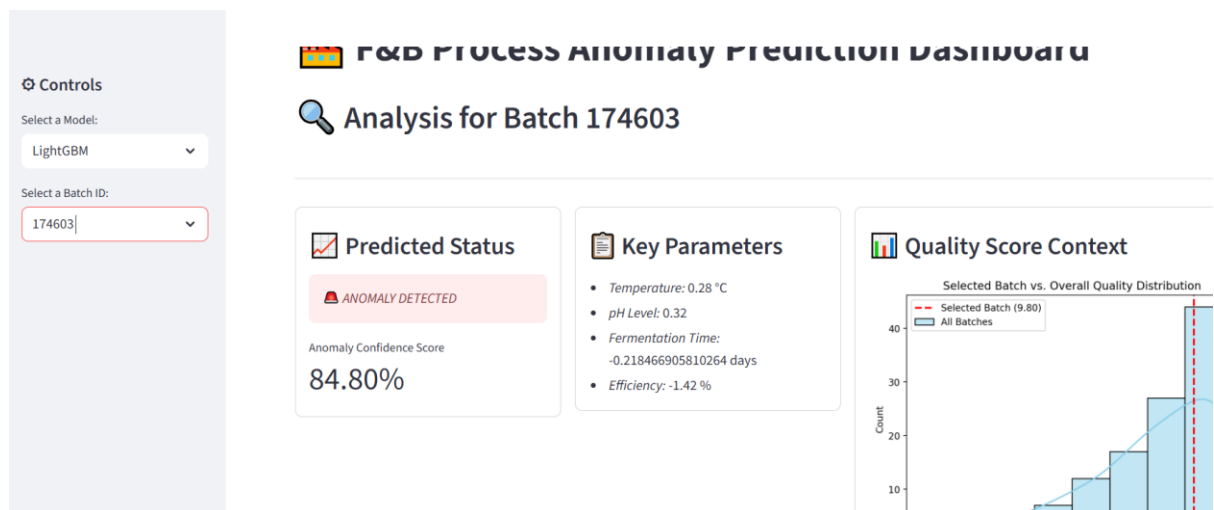 F&B Process Anomaly Prediction Dashboard
Controls
Select a Model:
LightGBM
Select a Batch ID:
174603
Analysis for Batch 174603
Predicted Status
ANOMALY DETECTED
Anomaly Confidence Score
84.80%
Key Parameters
Temperature: 0.28 °C
pH Level: 0.32
Fermentation Time:
-0.218466905810264 days
Efficiency: -1.42 %
Quality Score Context
Selected Batch vs. Overall Quality Distribution
Selected Batch (9.80)
All Batches
40
30
20
10
Count